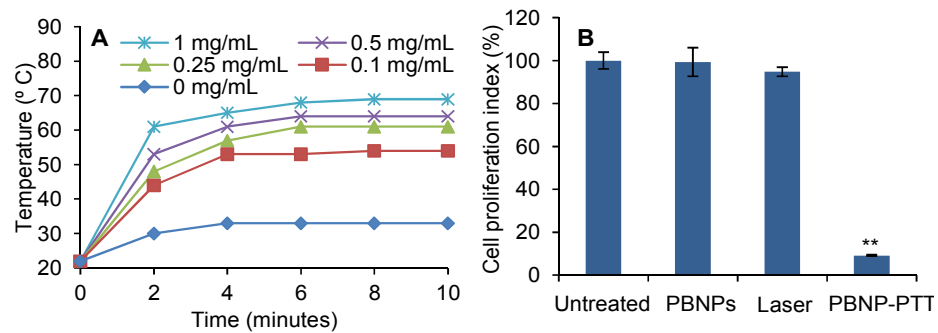 A
1 mg/mL
0.5 mg/mL
0.25 mg/mL
0.1 mg/mL
0 mg/mL
Temperature (º C)
90
80
70
60
50
40
30
20
0 2 4 6 8 10
Time (minutes)
B
Cell proliferation index (%)
120
100
80
60
40
20
0
**
Untreated PBNPs Laser PBNP-PTT